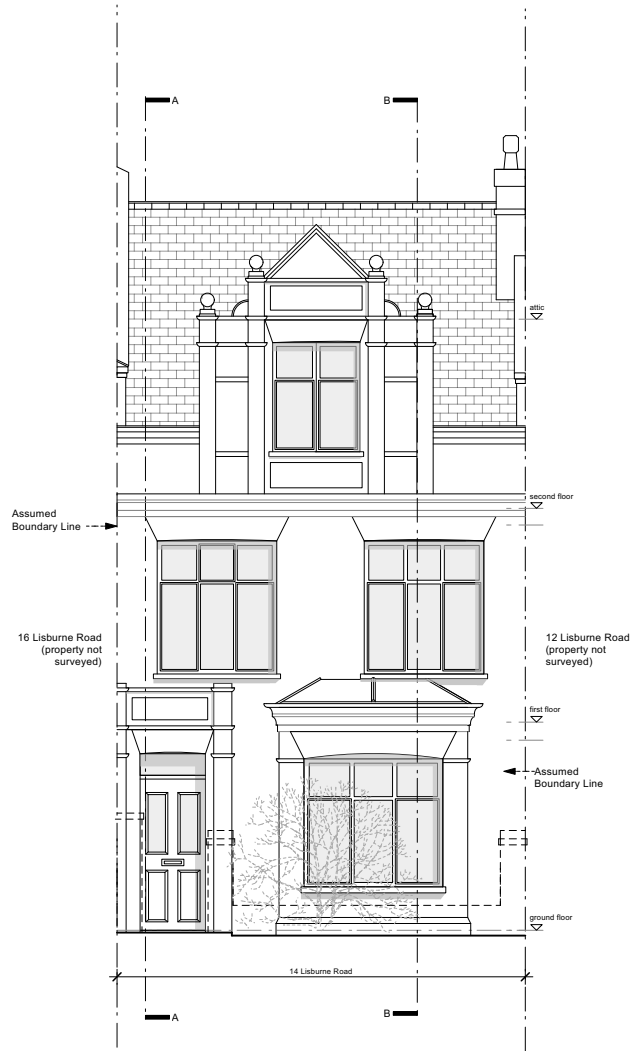 A
B
attic
second floor
Assumed
Boundary Line
16 Lisburne Road
(property not
surveyed)
12 Lisburne Road
(property not
surveyed)
first floor
Assumed
Boundary Line
ground floor
14 Lisburne Road
A
B